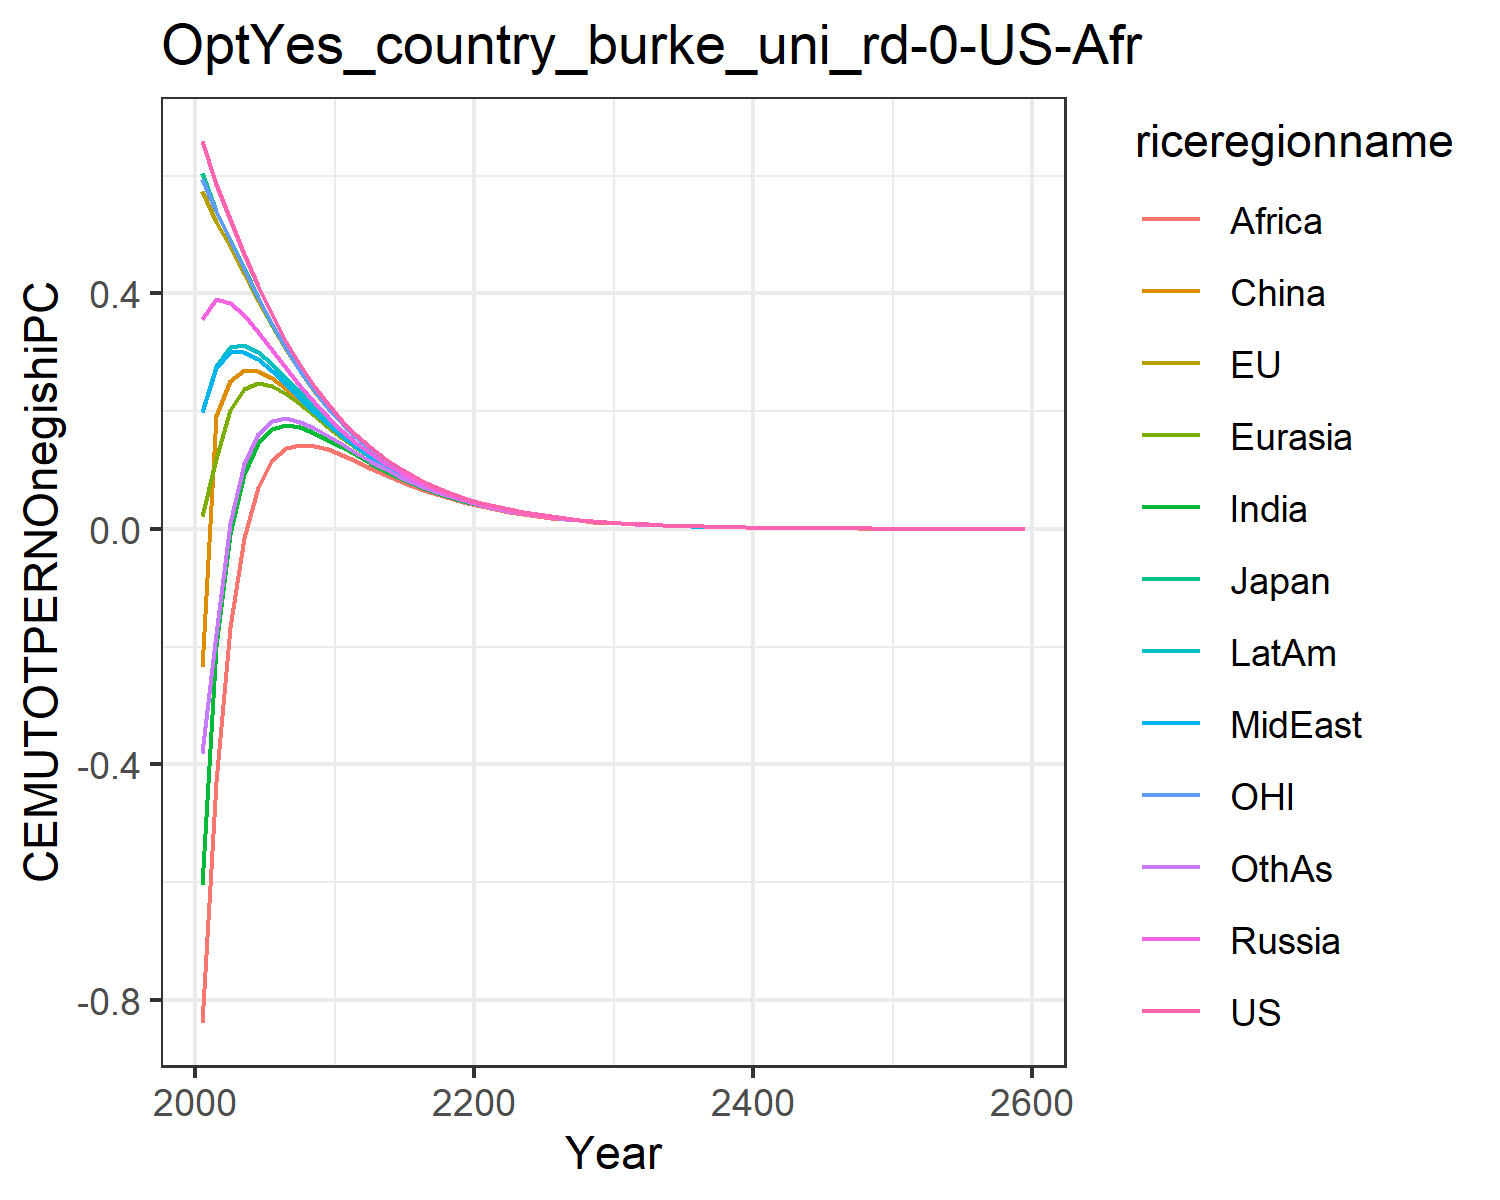 OptYes_country_burke_uni_rd-0-US-Afr
CEMUTOTPERNOnegishiPC
0.4
0.0
-0.4
-0.8
2000
2200
2400
2600
Year
riceregionname
Africa
China
EU
Eurasia
India
Japan
LatAm
MidEast
OHI
OthAs
Russia
US